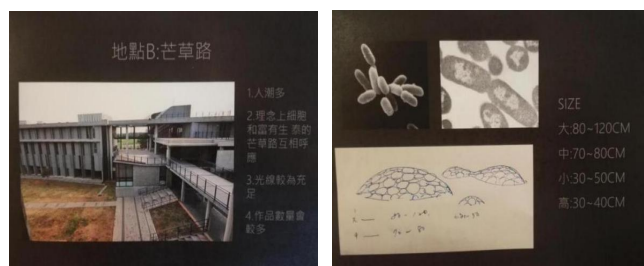 地點B:芒草路
1.人潮多
2.理念上細胞
和富有生 泰的
芒草路互相呼
應
3.光線較為充
足
4.作品數量會
較多
SIZE
大:80~120CM
中:70~80CM
小:30~50CM
高:30~40CM